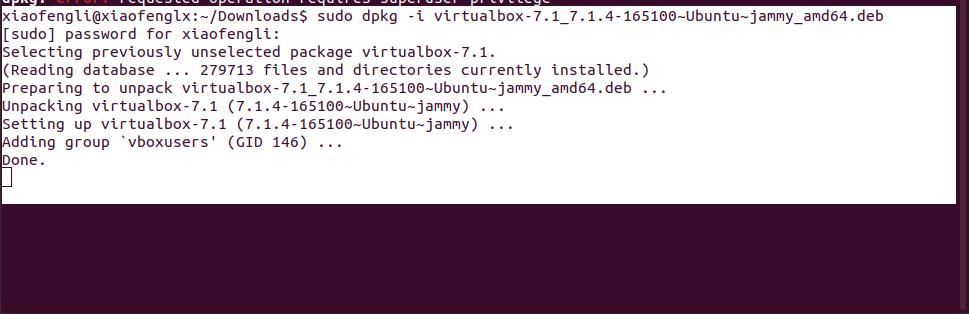 dpkg: error: requested operation requires superuser privilege
xiaofengli@xiaofenglx:~/Downloads$ sudo dpkg -i virtualbox-7.1_7.1.4-165100~Ubuntu~jammy_amd64.deb
[sudo] password for xiaofengli:
Selecting previously unselected package virtualbox-7.1.
(Reading database ... 279713 files and directories currently installed.)
Preparing to unpack virtualbox-7.1_7.1.4-165100~Ubuntu~jammy_amd64.deb ...
Unpacking virtualbox-7.1 (7.1.4-165100~Ubuntu~jammy) ...
Setting up virtualbox-7.1 (7.1.4-165100~Ubuntu~jammy) ...
Adding group `vboxusers' (GID 146) ...
Done.